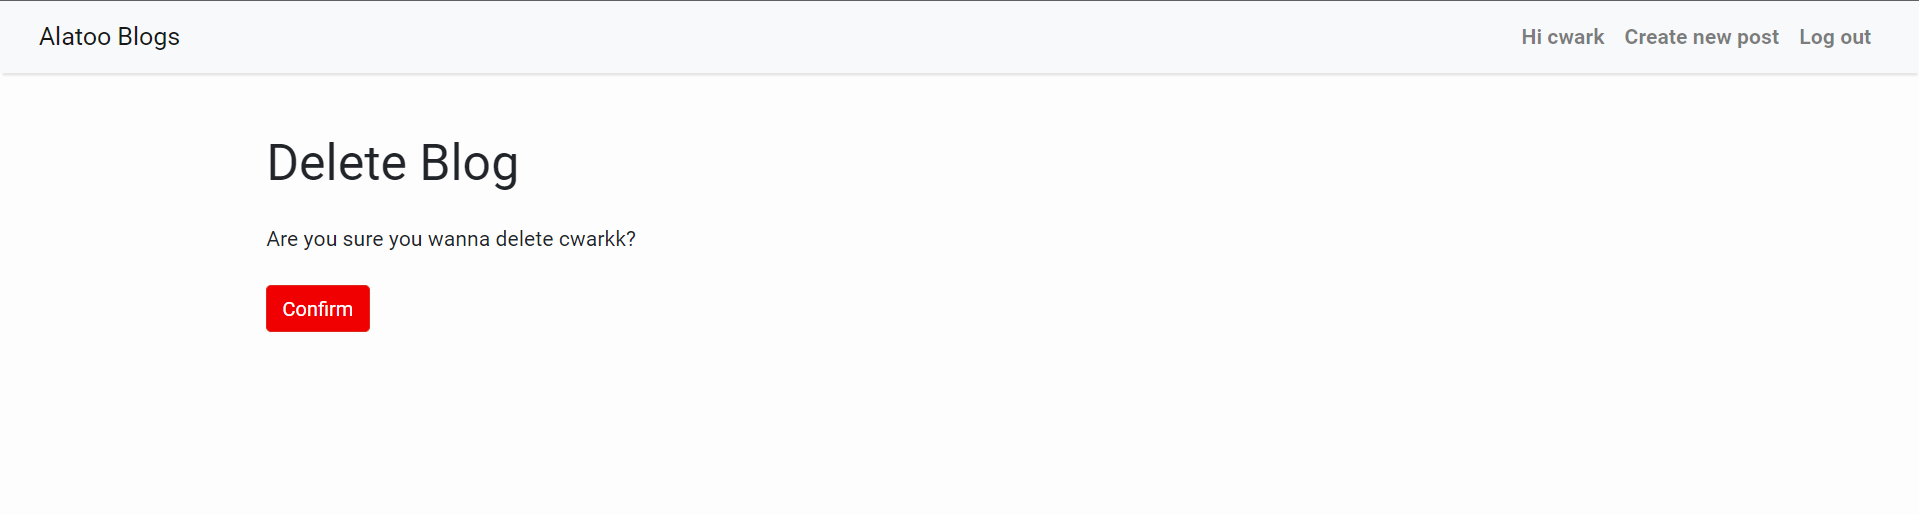 Alatoo Blogs
Hi cwark Create new post Log out
Delete Blog
Are you sure you wanna delete cwarkk?
Confirm